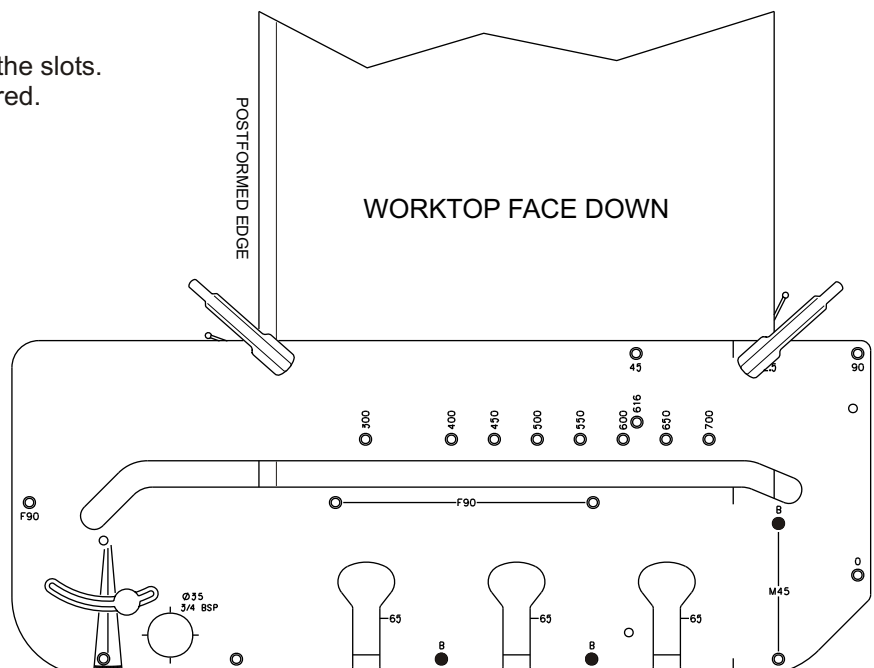 the slots.
red.
POSTFORMED EDGE
WORKTOP FACE DOWN
45
90
300
400
450
500
550
600
616
650
700
F90
F90
B
0
Ø35
3/4 BSP
M45
65
65
65
B
B